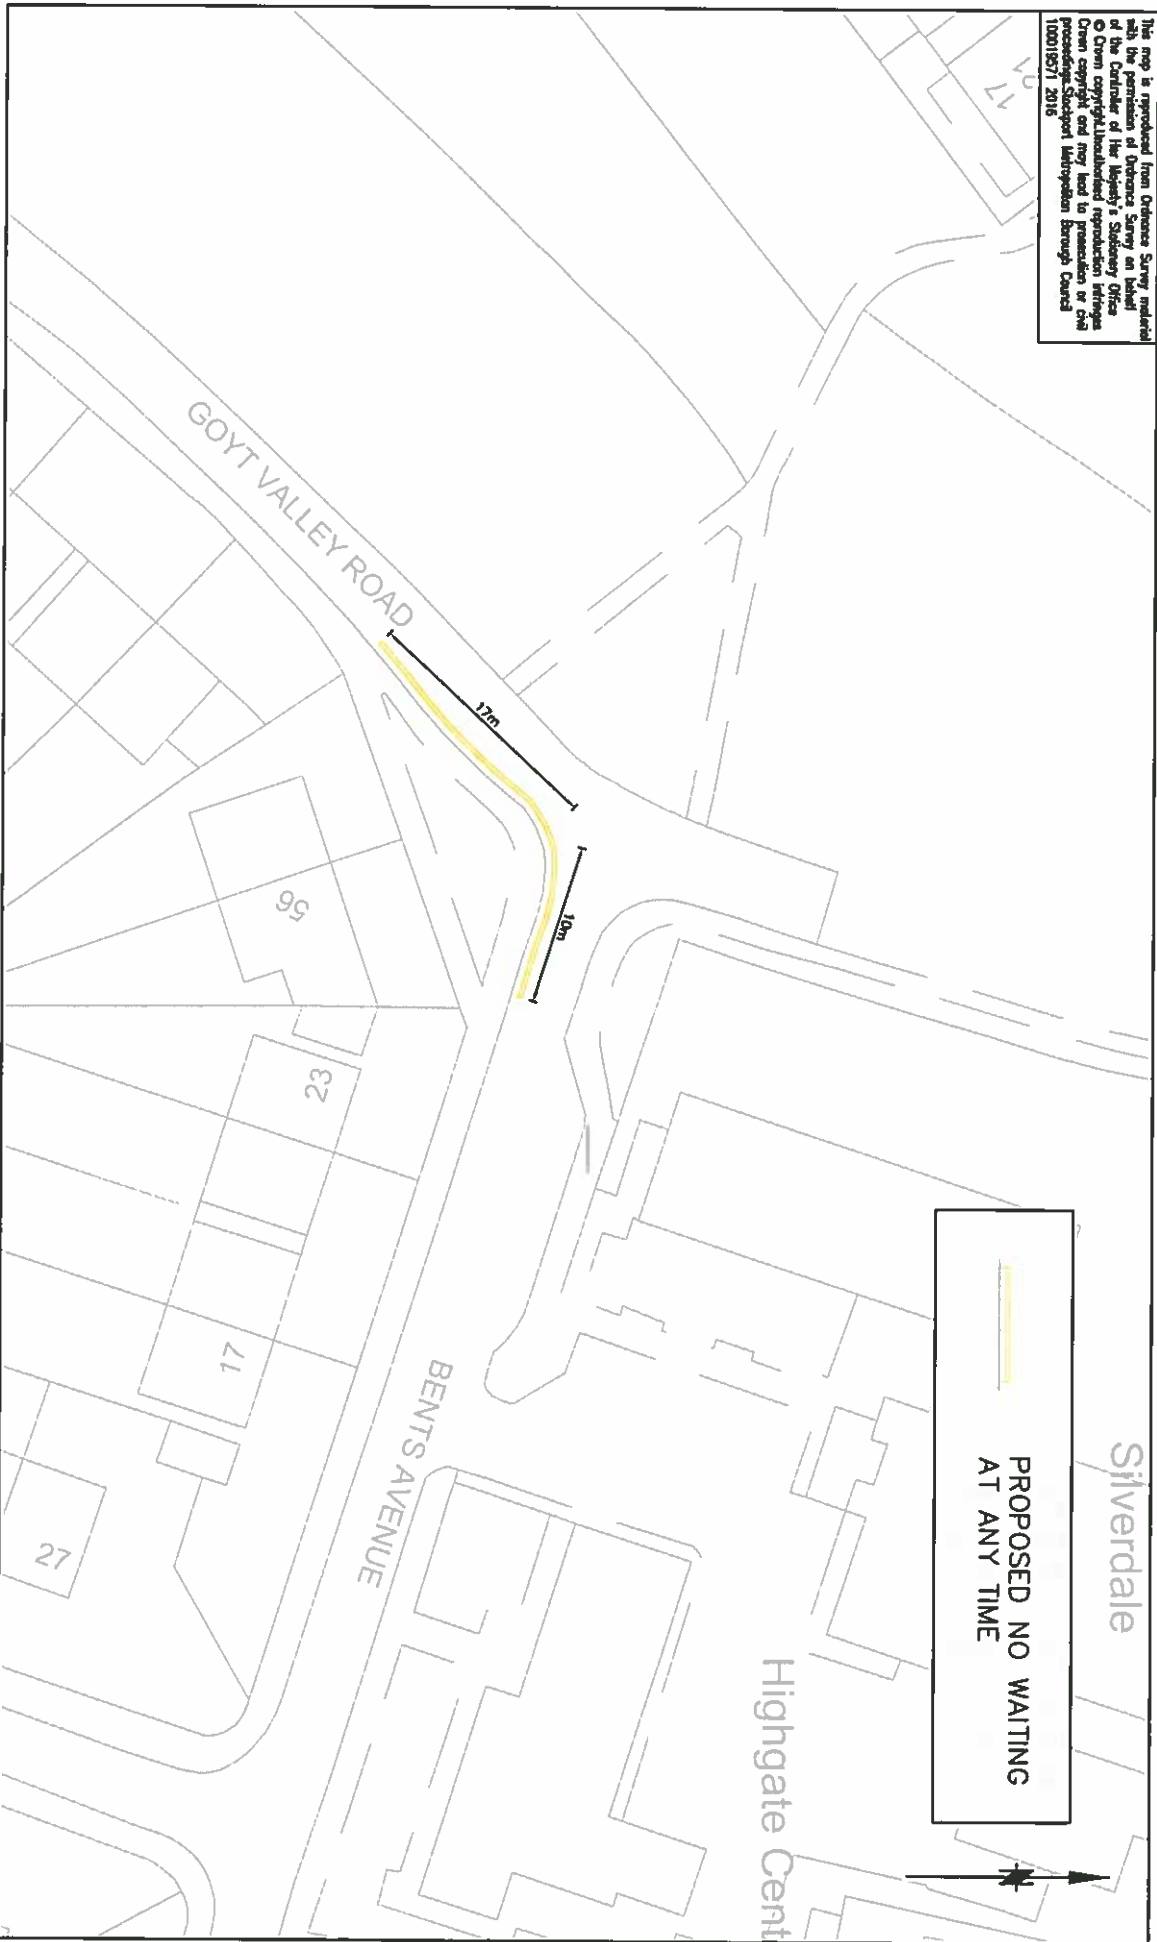 This map is reproduced from Ordnance Survey material
with the permission of Ordnance Survey on behalf
of the Controller of Her Majesty's Stationery Office
© Crown copyright.Unauthorised reproduction infringes
Crown copyright and may lead to prosecution or civil
proceedings.Stockport Metropolitan Borough Council
100019571 2016
21
17
Silverdale
PROPOSED NO WAITING
AT ANY TIME
Highgate Cent
GOYT VALLEY ROAD
17m
10m
56
23
BENTS AVENUE
17
27